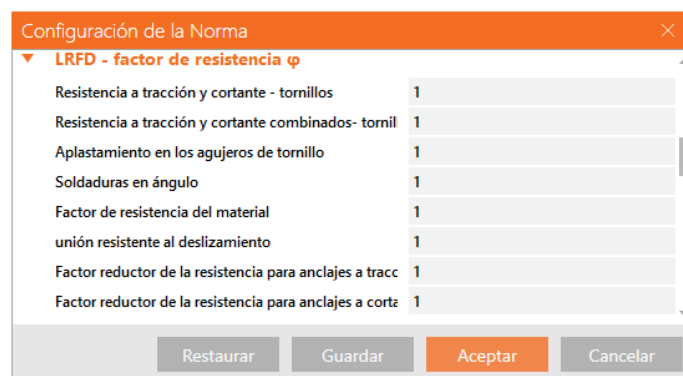 Configuración de la Norma
LRFD - factor de resistencia φ
Resistencia a tracción y cortante - tornillos 1
Resistencia a tracción y cortante combinados- tornil 1
Aplastamiento en los agujeros de tornillo 1
Soldaduras en ángulo 1
Factor de resistencia del material 1
unión resistente al deslizamiento 1
Factor reductor de la resistencia para anclajes a tracc 1
Factor reductor de la resistencia para anclajes a corta 1
Restaurar Guardar Aceptar Cancelar